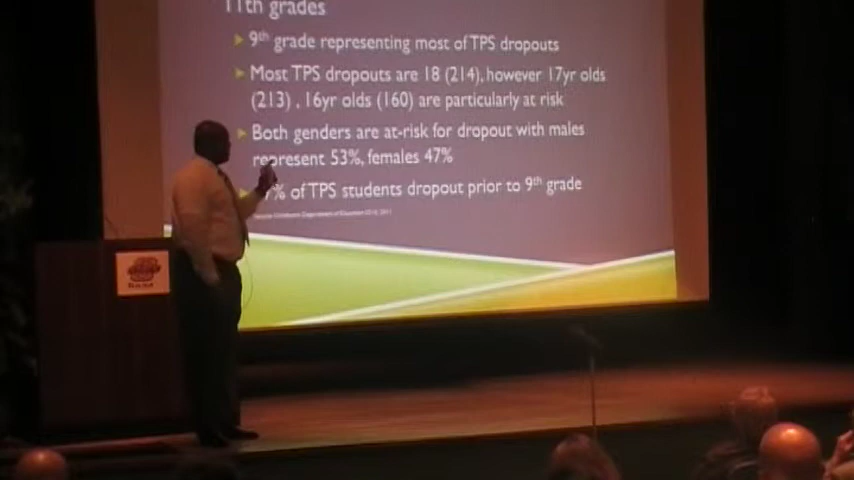 11th grades
9th grade representing most of TPS dropouts
Most TPS dropouts are 18 (214), however 17yr olds
(213) , 16yr olds (160) are particularly at risk
Both genders are at-risk for dropout with males
represent 53%, females 47%
% of TPS students dropout prior to 9th grade